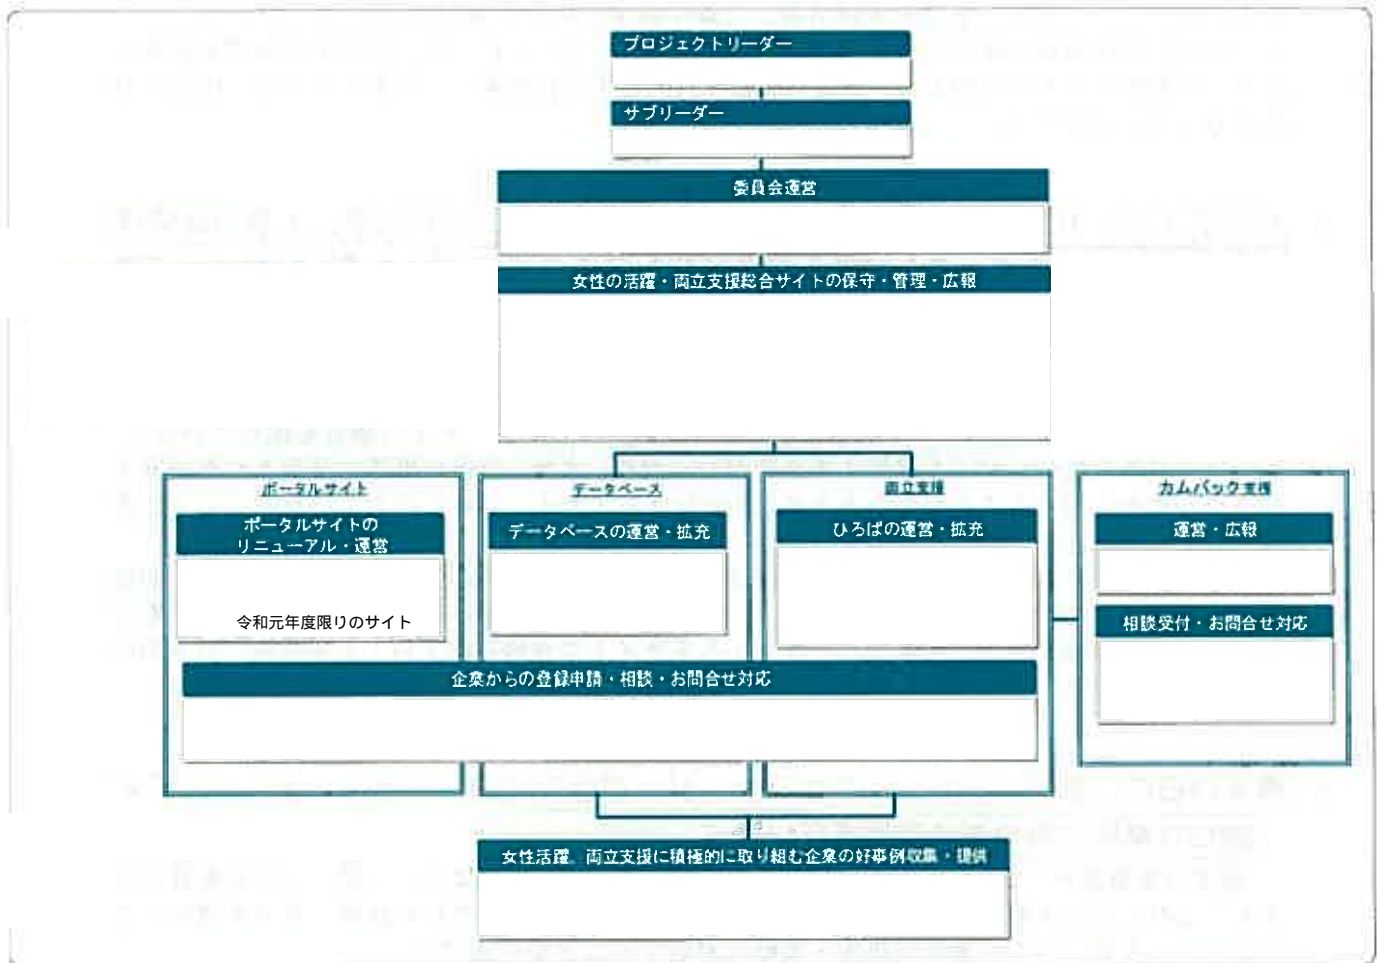 プロジェクトリーダー
サブリーダー
委員会運営
女性の活躍・両立支援総合サイトの保守・管理・広報
ポータルサイト
ポータルサイトの
リニューアル・運営
令和元年度限りのサイト
データベース
データベースの運営・拡充
両立支援
ひろばの運営・拡充
カムバック支援
運営・広報
相談受付・お問合せ対応
企業からの登録申請・相談・お問合せ対応
女性活躍、両立支援に積極的に取り組む企業の好事例収集・提供